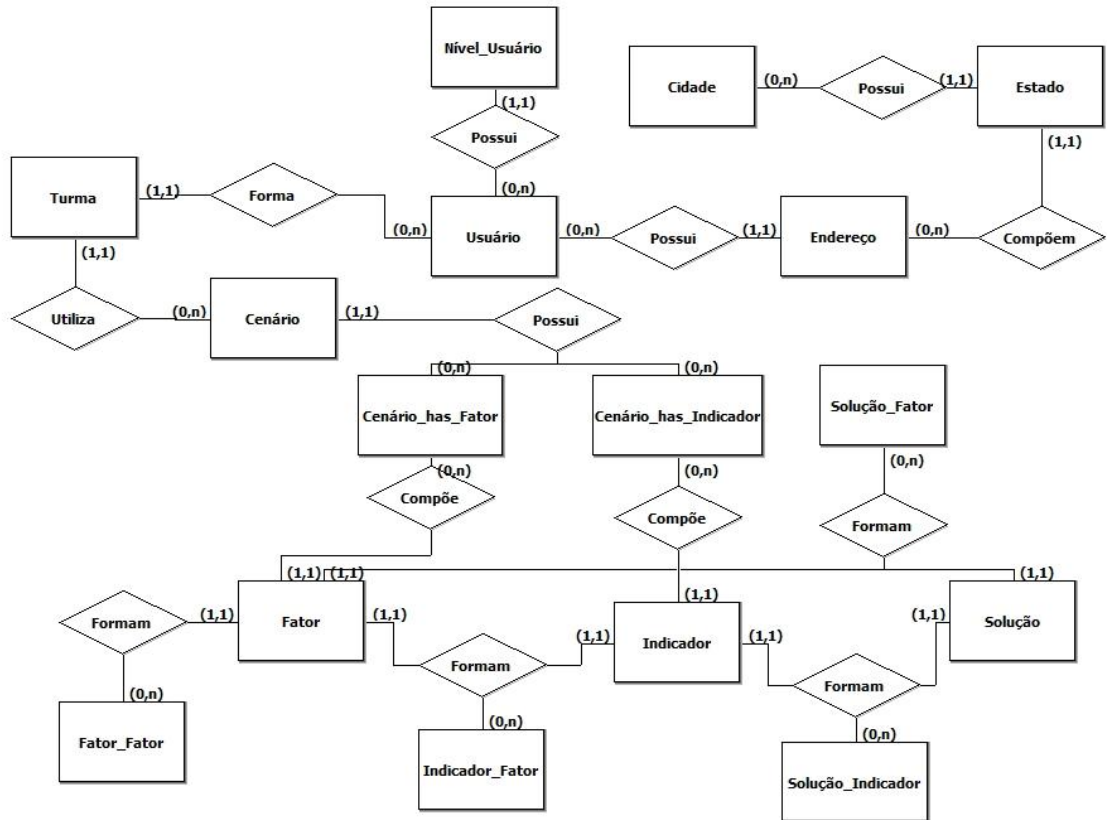 Nível_Usuário
Cidade
(0,n)
Possui
(1,1)
Estado
(1,1)
Possui
(1,1)
Turma
(1,1)
Forma
(0,n)
(0,n)
Usuário
(0,n)
Possui
(1,1)
Endereço
(0,n)
Compõem
(1,1)
Utiliza
(0,n)
Cenário
(1,1)
Possui
(0,n)
(0,n)
Cenário_has_Fator
Cenário_has_Indicador
Solução_Fator
(0,n)
(0,n)
(0,n)
Compõe
Compõe
Formam
(1,1)
(1,1)
(1,1)
(1,1)
Formam
(1,1)
Fator
(1,1)
Formam
(1,1)
Indicador
(1,1)
Formam
(1,1)
Solução
(0,n)
(0,n)
(0,n)
Fator_Fator
Indicador_Fator
Solução_Indicador